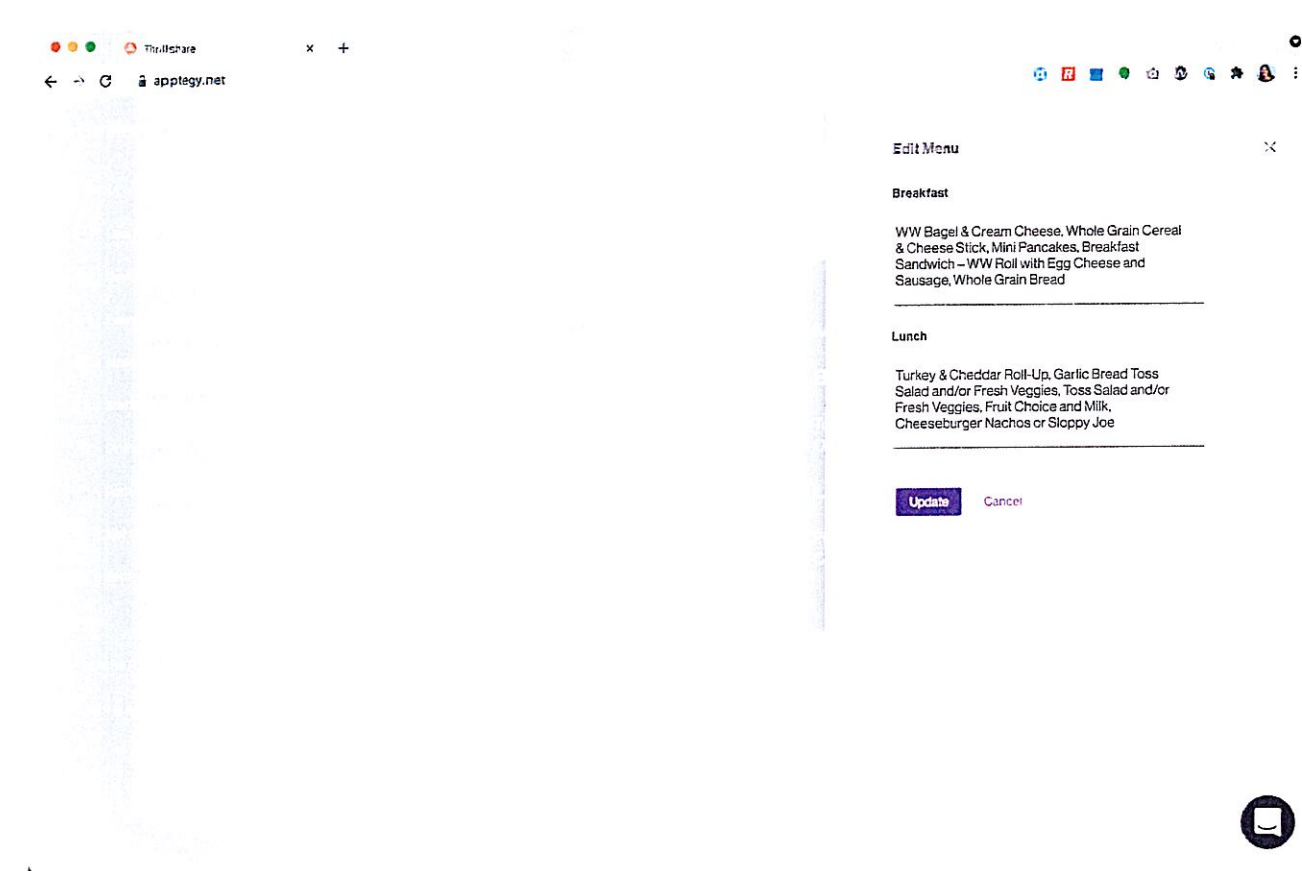 Thrillshare
apptegy.net
Edit Menu
Breakfast
WW Bagel & Cream Cheese, Whole Grain Cereal
& Cheese Stick, Mini Pancakes, Breakfast
Sandwich – WW Roll with Egg Cheese and
Sausage, Whole Grain Bread
Lunch
Turkey & Cheddar Roll-Up, Garlic Bread Toss
Salad and/or Fresh Veggies, Toss Salad and/or
Fresh Veggies, Fruit Choice and Milk,
Cheeseburger Nachos or Sloppy Joe
Update Cancel